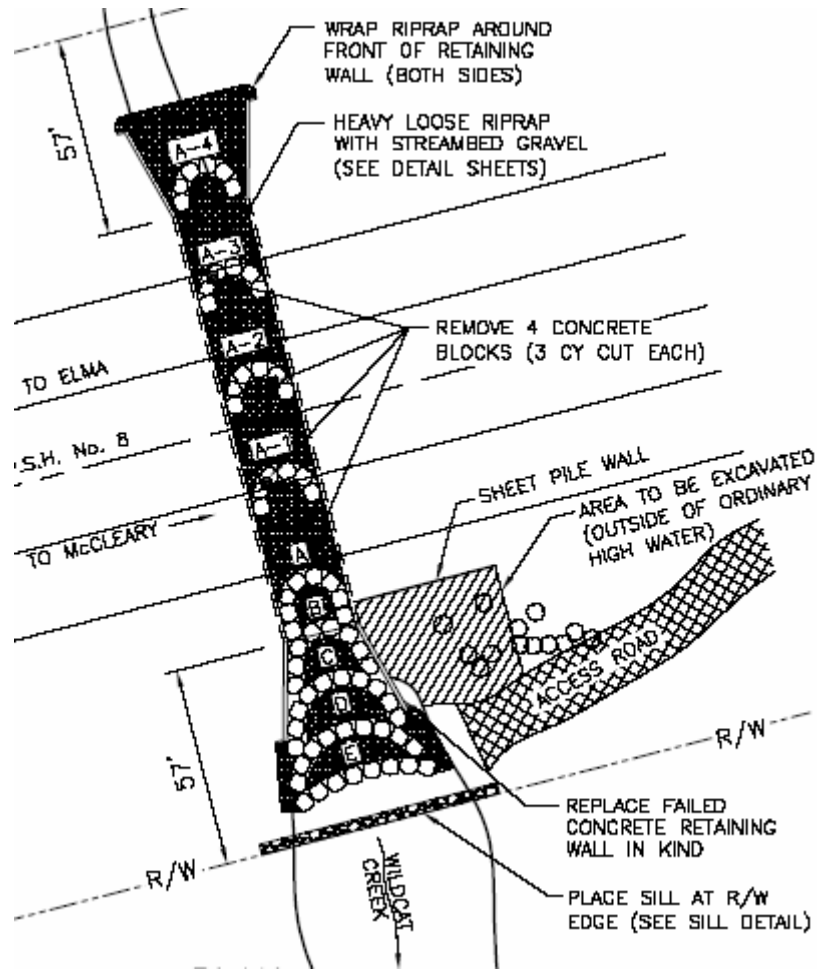 WRAP RIPRAP AROUND
FRONT OF RETAINING
WALL (BOTH SIDES)
57'
A-4
HEAVY LOOSE RIPRAP
WITH STREAMBED GRAVEL
(SEE DETAIL SHEETS)
A-3
REMOVE 4 CONCRETE
BLOCKS (3 CY CUT EACH)
A-2
TO ELMA
.S.H. No. 8
A-1
SHEET PILE WALL
AREA TO BE EXCAVATED
(OUTSIDE OF ORDINARY
HIGH WATER)
TO McCLEARY
A
B
C
D
E
ACCESS ROAD
57'
R/W
R/W
REPLACE FAILED
CONCRETE RETAINING
WALL IN KIND
WILDCAT
CREEK
PLACE SILL AT R/W
EDGE (SEE SILL DETAIL)